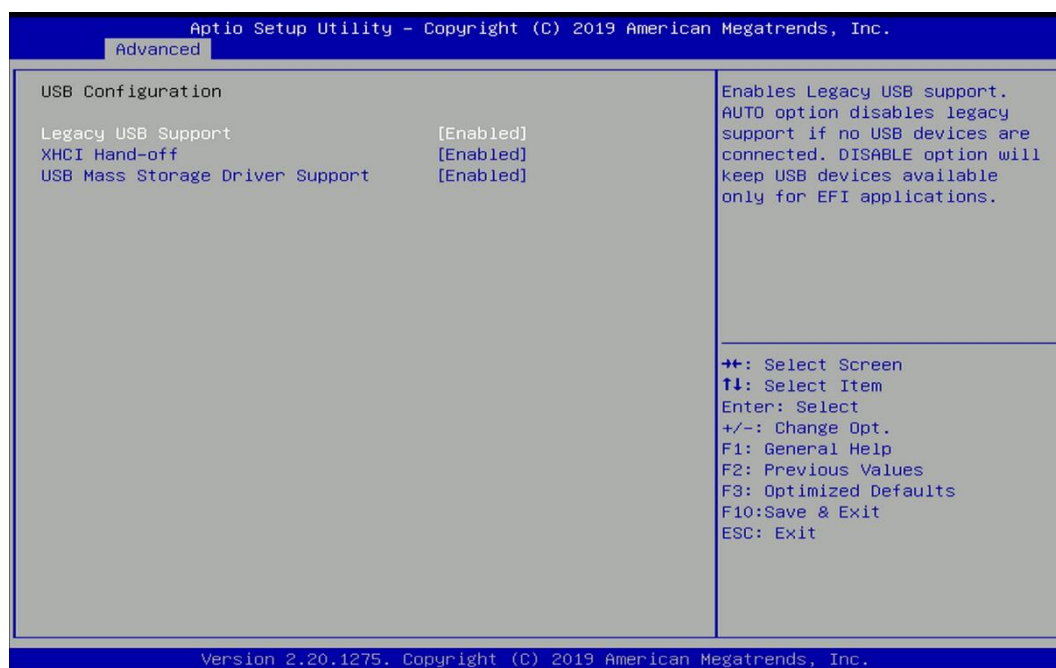 Aptio Setup Utility – Copyright (C) 2019 American Megatrends, Inc.
Advanced
USB Configuration
Legacy USB Support [Enabled]
XHCI Hand-off [Enabled]
USB Mass Storage Driver Support [Enabled]
Enables Legacy USB support.
AUTO option disables legacy
support if no USB devices are
connected. DISABLE option will
keep USB devices available
only for EFI applications.
→←: Select Screen
↑↓: Select Item
Enter: Select
+/-: Change Opt.
F1: General Help
F2: Previous Values
F3: Optimized Defaults
F10:Save & Exit
ESC: Exit
Version 2.20.1275. Copyright (C) 2019 American Megatrends, Inc.